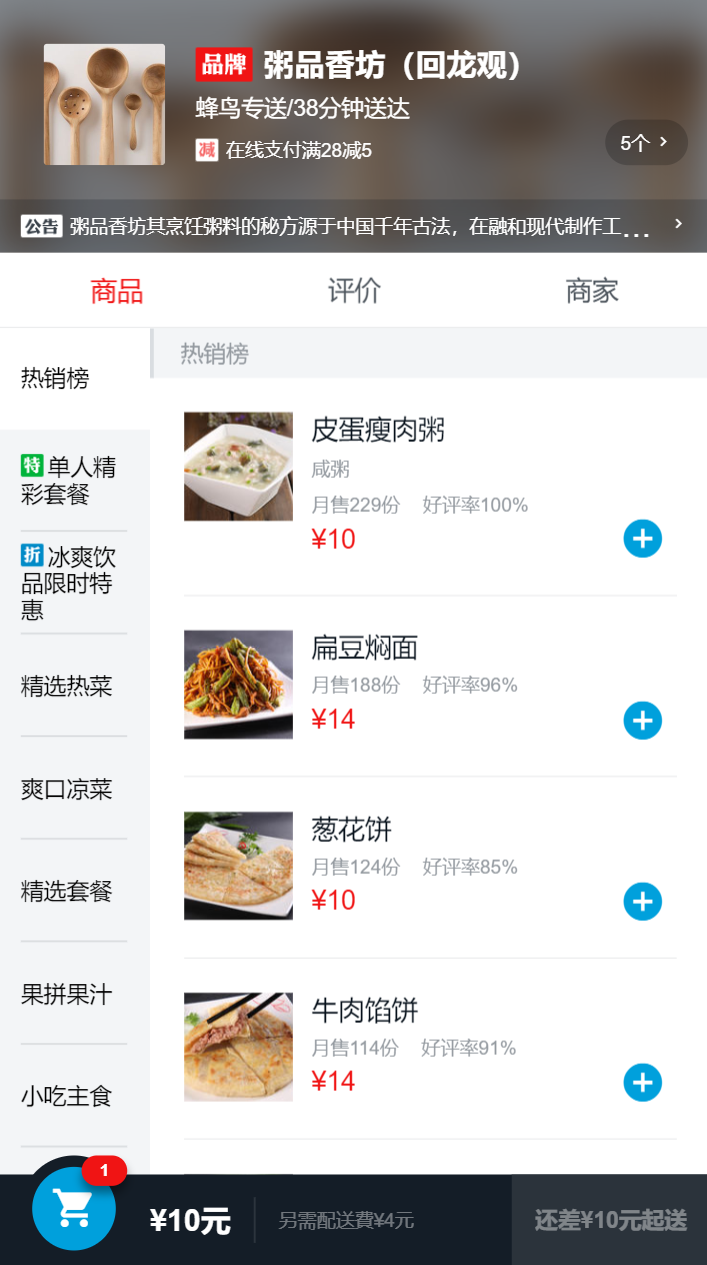 品牌 粥品香坊（回龙观）
蜂鸟专送/38分钟送达
减 在线支付满28减5
5个
公告 粥品香坊其烹饪粥料的秘方源于中国千年古法，在融和现代制作工...
商品 评价 商家
热销榜
热销榜
特 单人精
彩套餐
折 冰爽饮
品限时特
惠
精选热菜
爽口凉菜
精选套餐
果拼果汁
小吃主食
皮蛋瘦肉粥
咸粥
月售229份 好评率100%
¥10
扁豆焖面
月售188份 好评率96%
¥14
葱花饼
月售124份 好评率85%
¥10
牛肉馅饼
月售114份 好评率91%
¥14
1
¥10元 另需配送費¥4元 还差¥10元起送